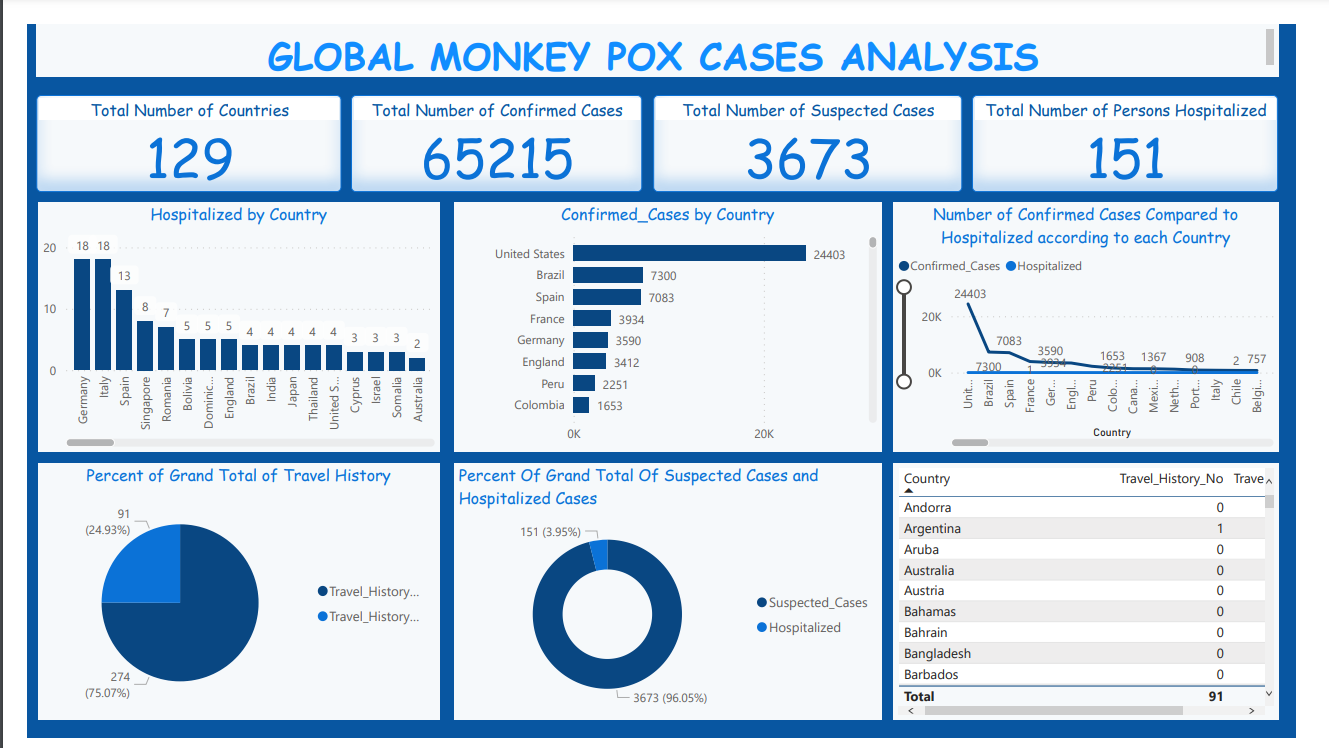 GLOBAL MONKEY POX CASES ANALYSIS
Total Number of Countries
129
Total Number of Confirmed Cases
65215
Total Number of Suspected Cases
3673
Total Number of Persons Hospitalized
151
Hospitalized by Country
20
10
0
18
18
13
8
7
5
5
5
4
4
4
4
4
3
3
3
2
Germany
Italy
Spain
Singapore
Romania
Bolivia
Dominic...
England
Brazil
India
Japan
Thailand
United S...
Cyprus
Israel
Somalia
Australia
Confirmed_Cases by Country
United States 24403
Brazil 7300
Spain 7083
France 3934
Germany 3590
England 3412
Peru 2251
Colombia 1653
0K 20K
Number of Confirmed Cases Compared to
Hospitalized according to each Country
Confirmed_Cases Hospitalized
20K
0K
24403
7300
7083
1
3590
3934
1653
2251
1367
0
908
0
2
757
Unit...
Brazil
Spain
France
Ger...
Engl...
Peru
Colo...
Cana...
Mexi...
Neth...
Port...
Italy
Chile
Belgi...
Country
Percent of Grand Total of Travel History
91
(24.93%)
274
(75.07%)
Travel_History...
Travel_History...
Percent Of Grand Total Of Suspected Cases and
Hospitalized Cases
151 (3.95%)
3673 (96.05%)
Suspected_Cases
Hospitalized
Country Travel_History_No Trave
Andorra 0
Argentina 1
Aruba 0
Australia 0
Austria 0
Bahamas 0
Bahrain 0
Bangladesh 0
Barbados 0
Total 91